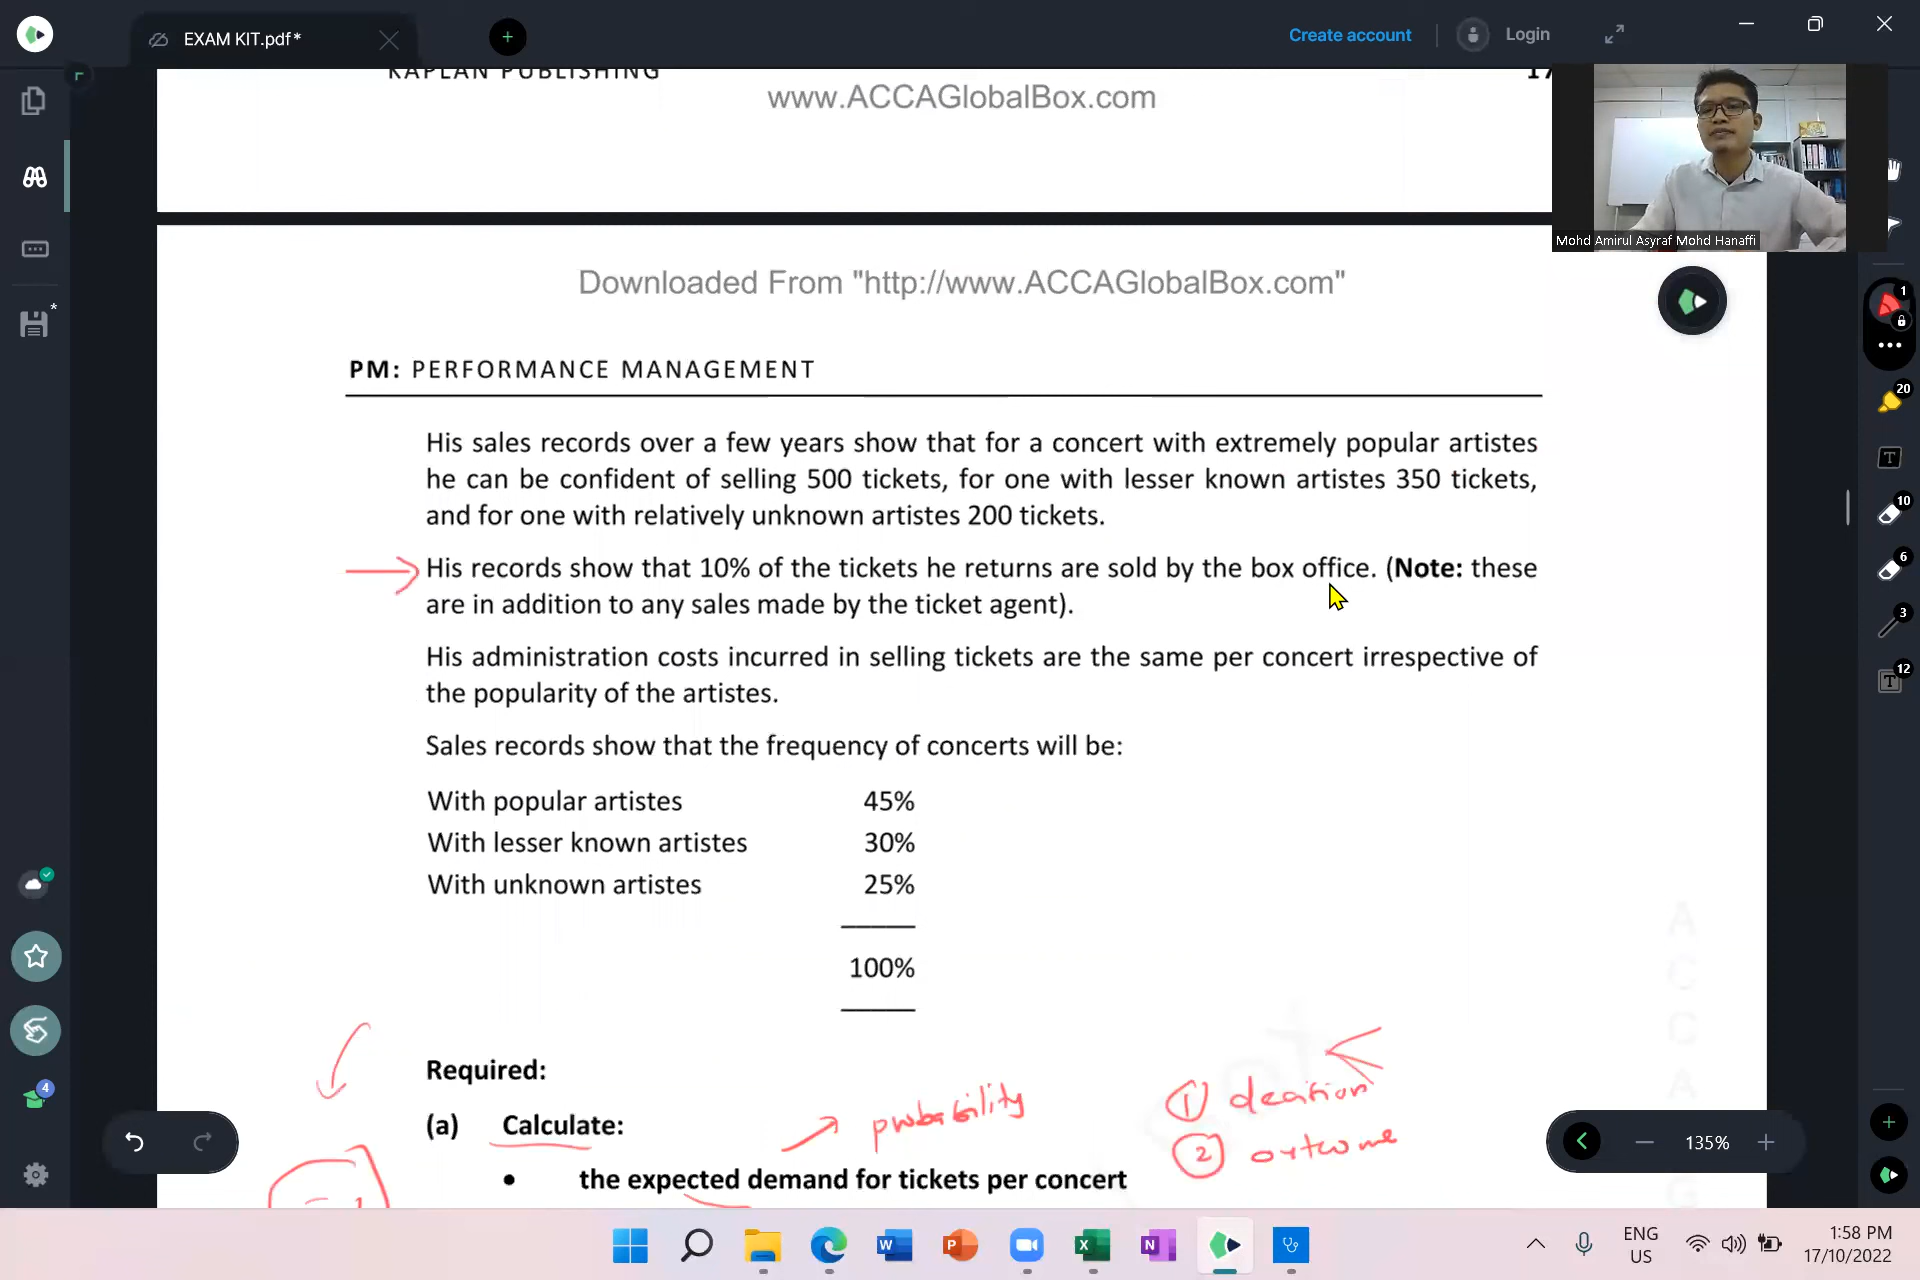 EXAM KIT.pdf*
Create account
Login
KAPLAN PUBLISHING
www.ACCAGlobalBox.com
Mohd Amirul Asyraf Mohd Hanaffi
Downloaded From "http://www.ACCAGlobalBox.com"
PM: PERFORMANCE MANAGEMENT
His sales records over a few years show that for a concert with extremely popular artistes
he can be confident of selling 500 tickets, for one with lesser known artistes 350 tickets,
and for one with relatively unknown artistes 200 tickets.
His records show that 10% of the tickets he returns are sold by the box office. (Note: these
are in addition to any sales made by the ticket agent).
His administration costs incurred in selling tickets are the same per concert irrespective of
the popularity of the artistes.
Sales records show that the frequency of concerts will be:
With popular artistes 45%
With lesser known artistes 30%
With unknown artistes 25%
100%
Required:
(a) Calculate:
probability
1 decision
2 outcome
• the expected demand for tickets per concert
1
20
T
10
6
3
T 12
4
135%
W
P
X
N
ENG
US
1:58 PM
17/10/2022